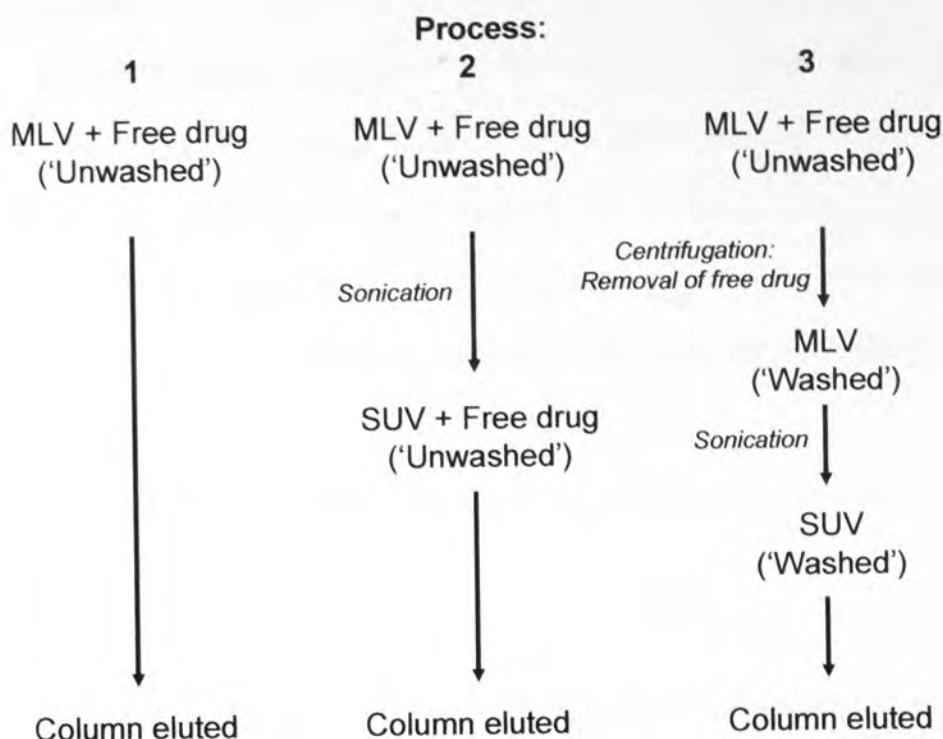 Process:
1 2 3
MLV + Free drug MLV + Free drug MLV + Free drug
(‘Unwashed’) (‘Unwashed’) (‘Unwashed’)
Centrifugation:
Sonication Removal of free drug
MLV
(‘Washed’)
SUV + Free drug
(‘Unwashed’)
Sonication
SUV
(‘Washed’)
Column eluted Column eluted Column eluted